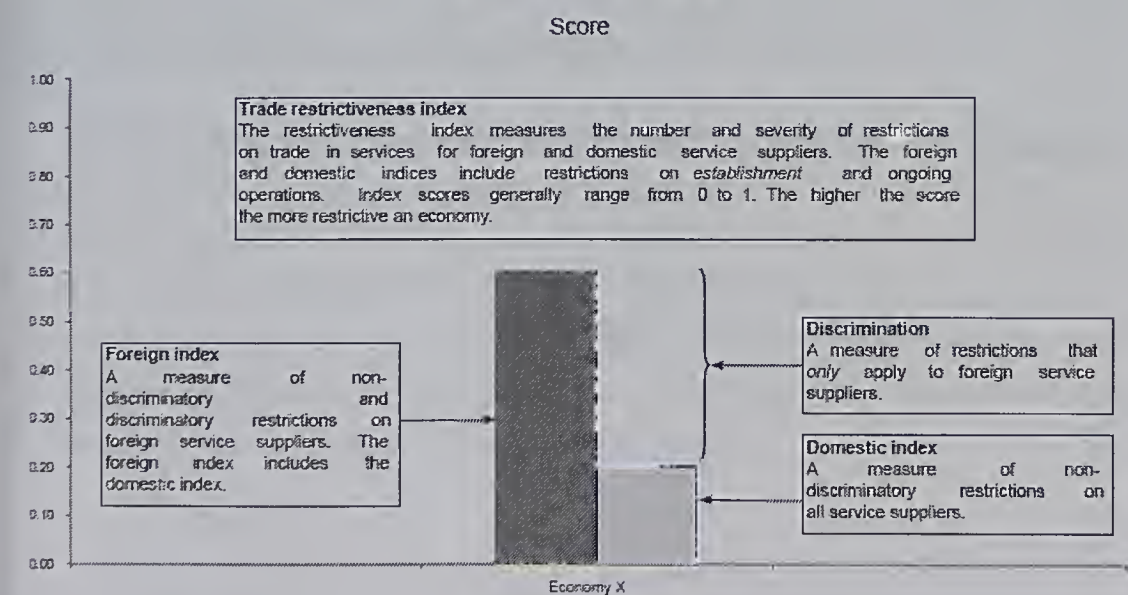 Score
1.00
0.90
0.80
0.70
0.60
0.50
0.40
0.30
0.20
0.10
0.00
Trade restrictiveness index
The restrictiveness index measures the number and severity of restrictions
on trade in services for foreign and domestic service suppliers. The foreign
and domestic indices include restrictions on establishment and ongoing
operations. Index scores generally range from 0 to 1. The higher the score
the more restrictive an economy.
Foreign index
A measure of non-
discriminatory and
discriminatory restrictions on
foreign service suppliers. The
foreign index includes the
domestic index.
Discrimination
A measure of restrictions that
only apply to foreign service
suppliers.
Domestic index
A measure of non-
discriminatory restrictions on
all service suppliers.
Economy X